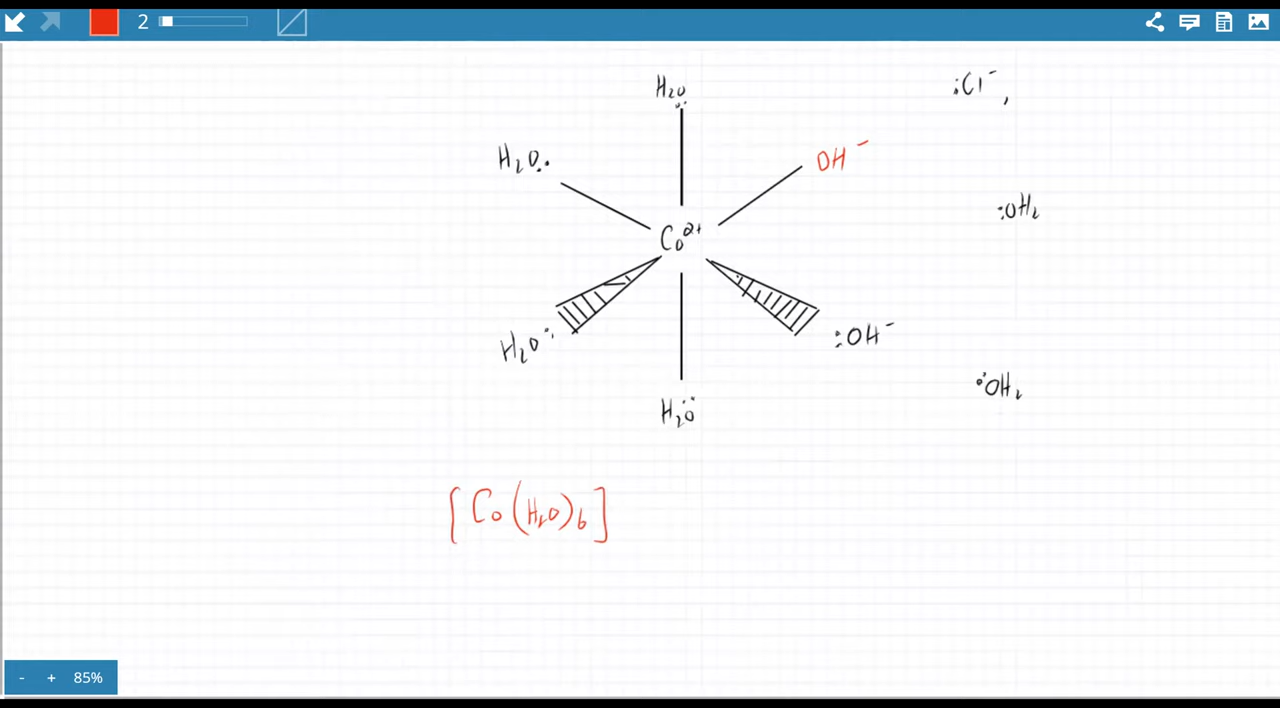 2
H₂O
:Cl⁻,
H₂O:
OH⁻
:OH₂
Co²⁺
H₂O:
:OH⁻
:OH₂
H₂O
[Co(H₂O)₆]
- + 85%